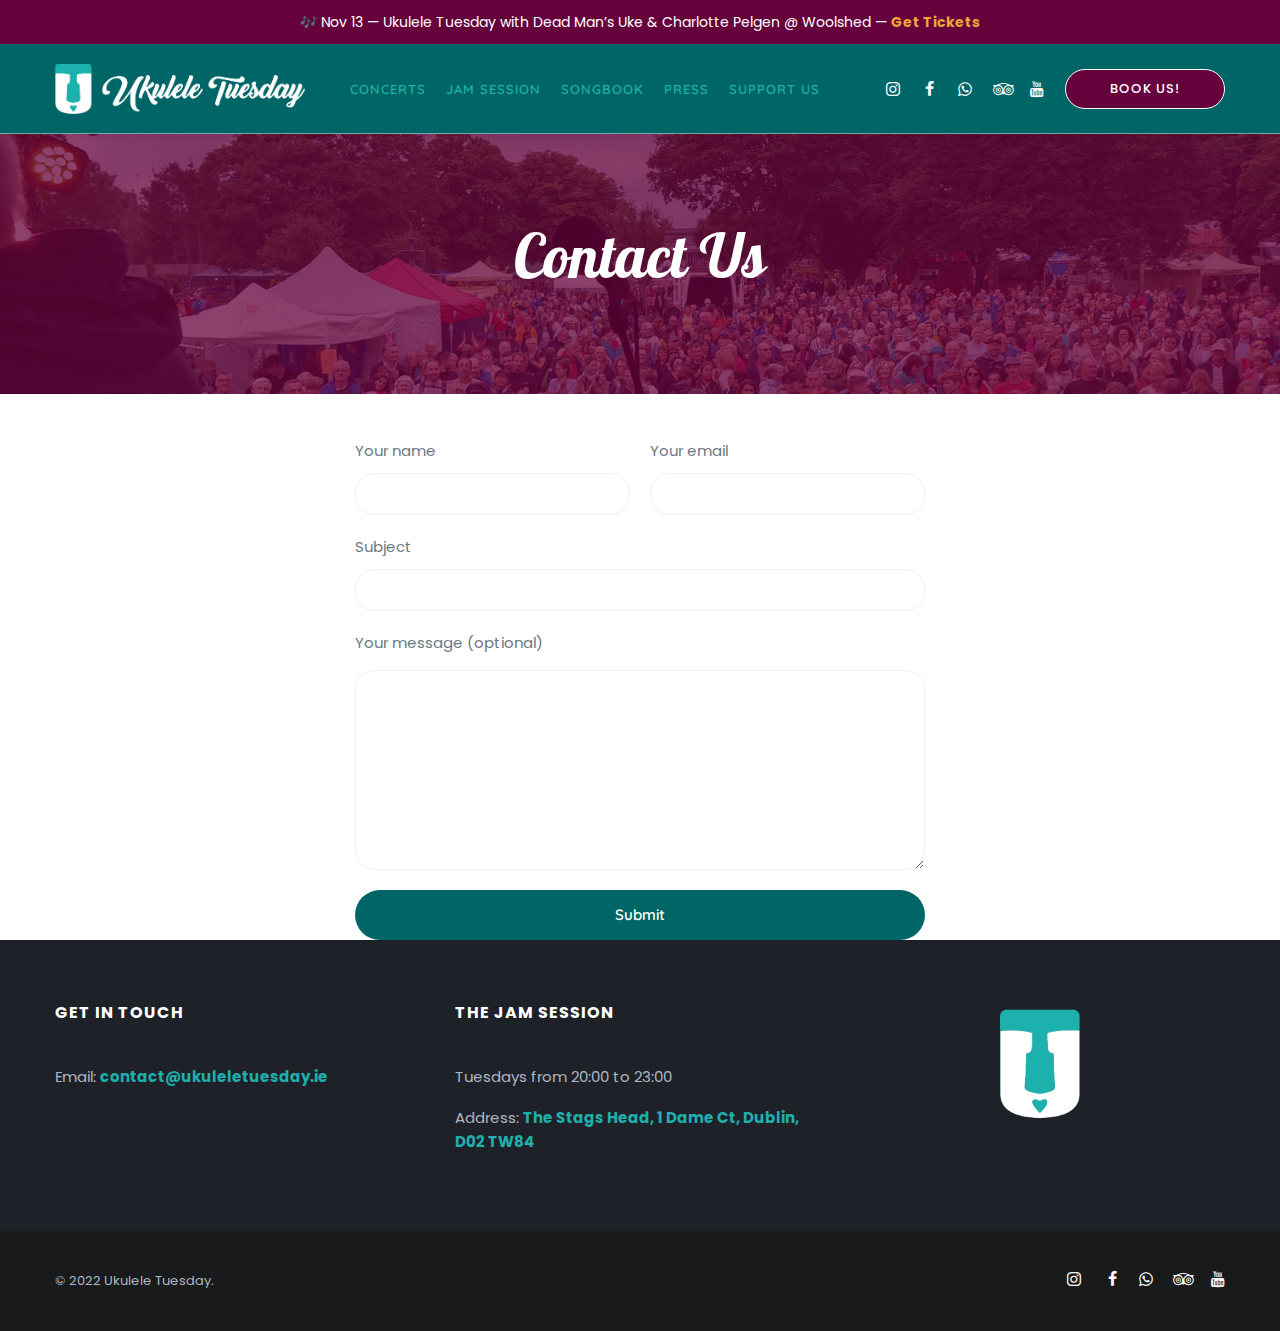 🎶 Nov 13 — Ukulele Tuesday with Dead Man’s Uke & Charlotte Pelgen @ Woolshed — Get Tickets
Ukulele Tuesday CONCERTS JAM SESSION SONGBOOK PRESS SUPPORT US BOOK US!
Contact Us
Your name Your email
Subject
Your message (optional)
Submit
GET IN TOUCH THE JAM SESSION
Email: contact@ukuleletuesday.ie Tuesdays from 20:00 to 23:00
Address: The Stags Head, 1 Dame Ct, Dublin,
D02 TW84
© 2022 Ukulele Tuesday.